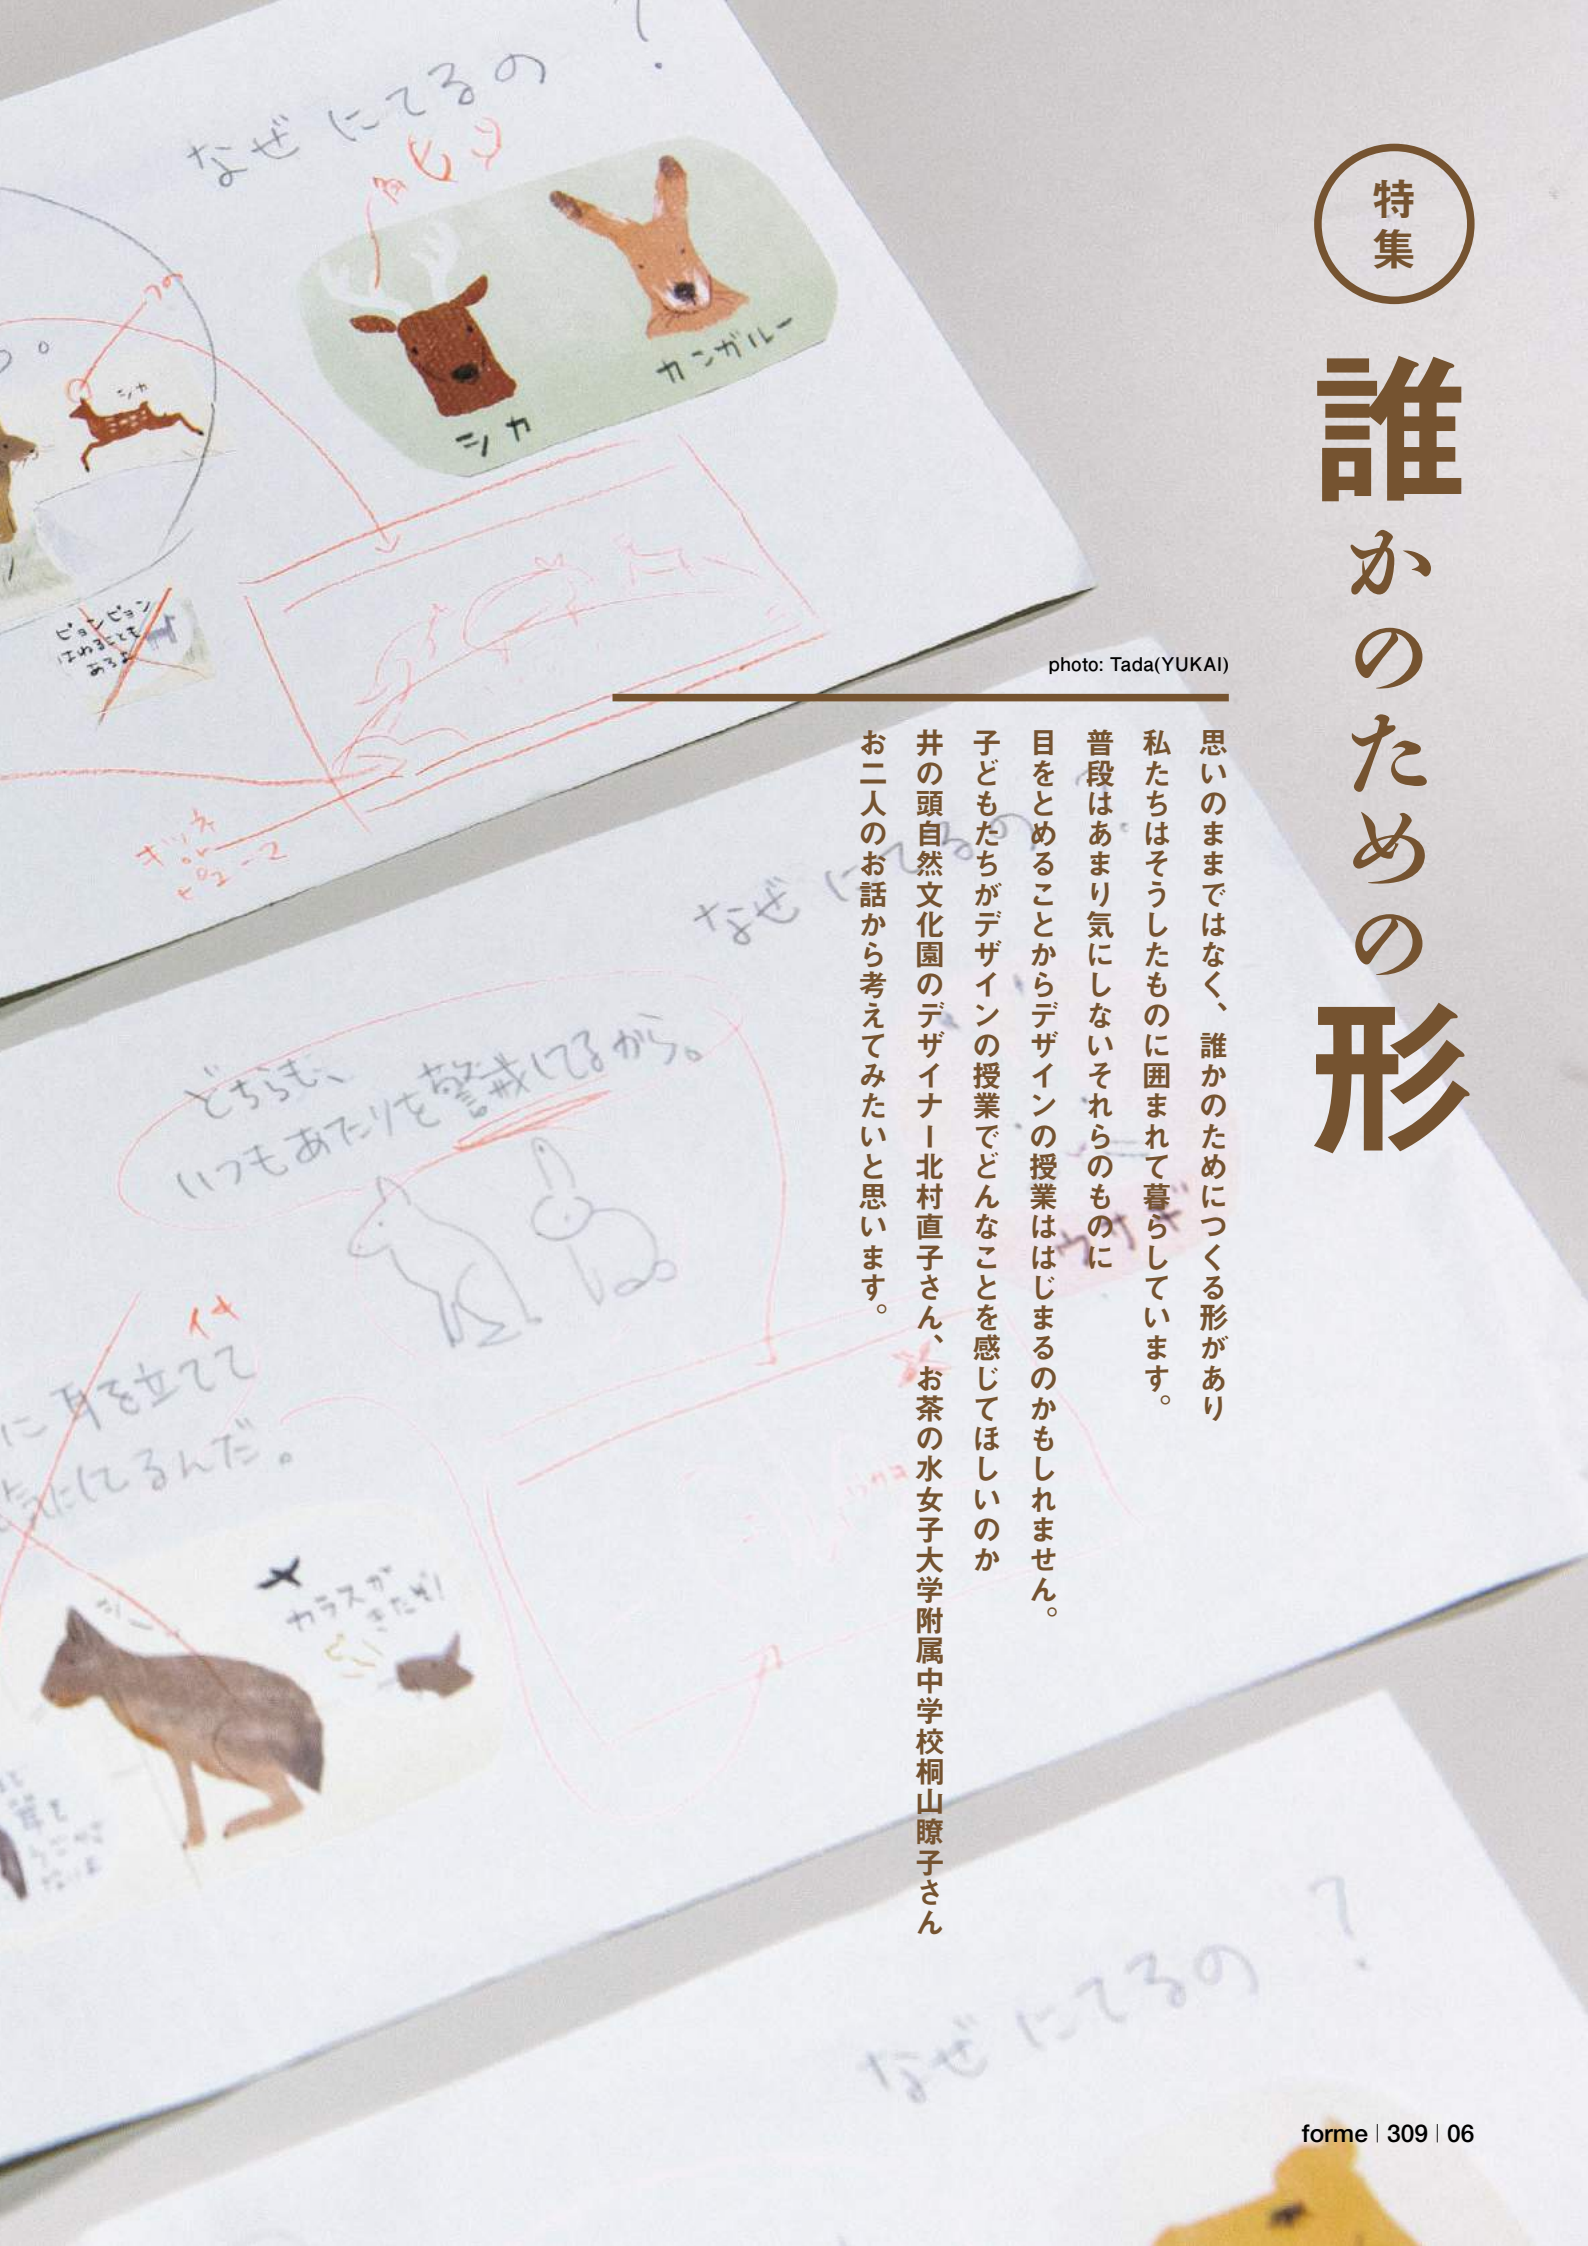 特集
誰かのための形
photo: Tada(YUKAI)
思いのままではなく、誰かのためにつくる形があり
私たちはそうしたものに囲まれて暮らしています。
普段はあまり気にしないそれらのものに
目をとめることからデザインの授業ははじまるのかもしれません。
子どもたちがデザインの授業でどんなことを感じてほしいのか
井の頭自然文化園のデザイナー北村直子さん、お茶の水女子大学附属中学校桐山瞭子さん
お二人のお話から考えてみたいと思います。
なぜ にてるの ?
カンガルー
シカ
シカ
ピョンピョン
はねることも
あるよ
なぜ にてるの
どちらも、
いつもあたりを警戒してるから。
ウサギ
に耳を立てて
気にしてるんだ。
カラスが
きたぞ!
なぜ にてるの ?
forme | 309 | 06